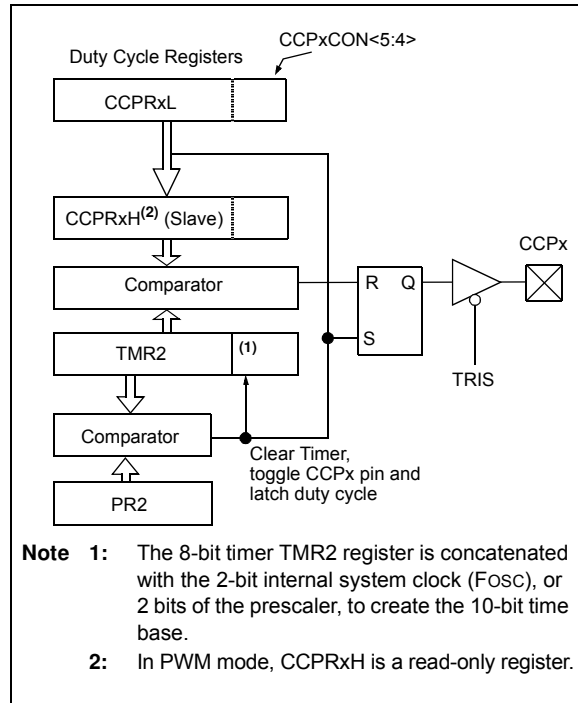 CCPxCON<5:4>
Duty Cycle Registers
CCPRxL
CCPRxH(2) (Slave)
CCPx
Comparator
R Q
S
TMR2
(1)
TRIS
Comparator
Clear Timer,
toggle CCPx pin and
latch duty cycle
PR2
Note 1: The 8-bit timer TMR2 register is concatenated
with the 2-bit internal system clock (FOSC), or
2 bits of the prescaler, to create the 10-bit time
base.
2: In PWM mode, CCPRxH is a read-only register.